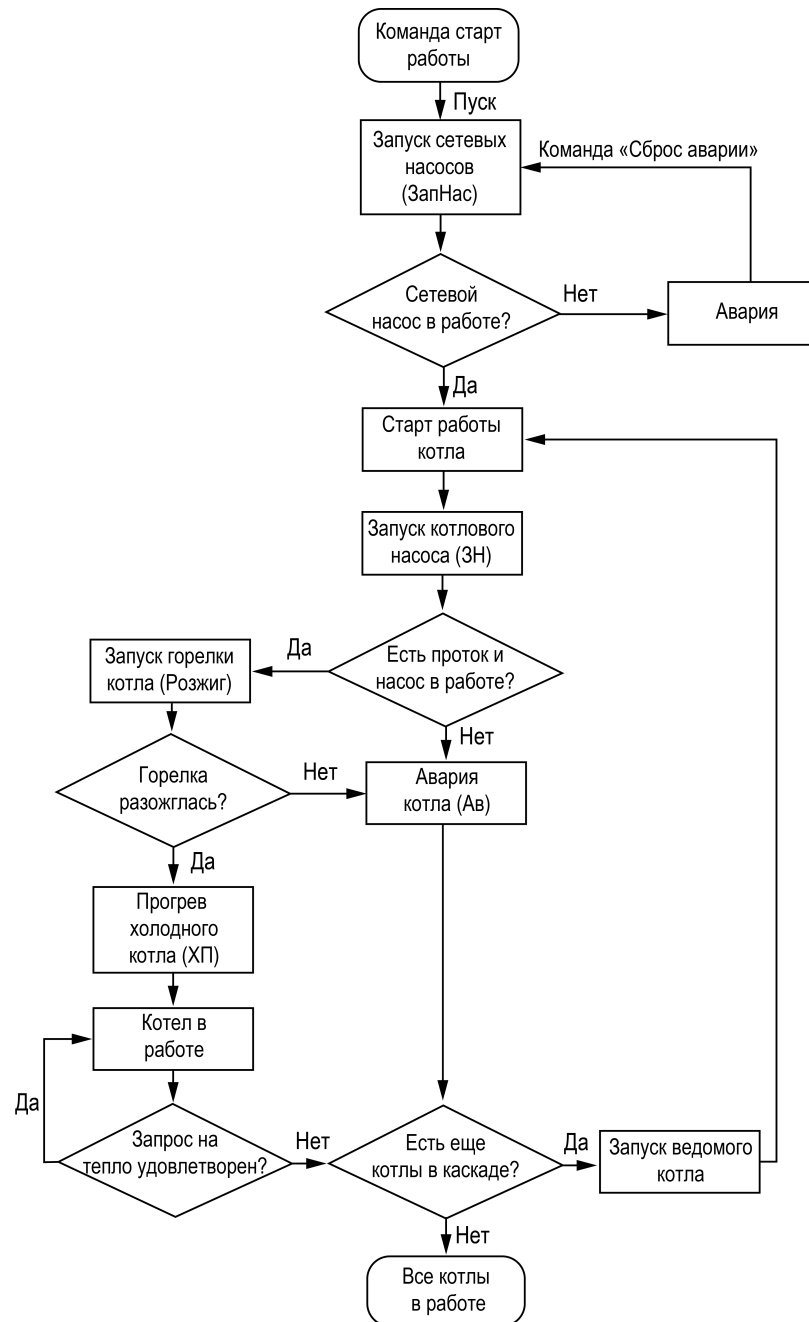 Команда старт
работы
Пуск
Запуск сетевых
насосов
(ЗапНас)
Команда «Сброс аварии»
Сетевой
насос в работе?
Нет
Авария
Да
Старт работы
котла
Запуск котлового
насоса (ЗН)
Есть проток и
насос в работе?
Да
Запуск горелки
котла (Розжиг)
Нет
Горелка
разожглась?
Нет
Авария
котла (Ав)
Да
Прогрев
холодного
котла (ХП)
Котел в
работе
Да
Запрос на
тепло удовлетворен?
Нет
Есть еще
котлы в каскаде?
Да
Запуск ведомого
котла
Нет
Все котлы
в работе